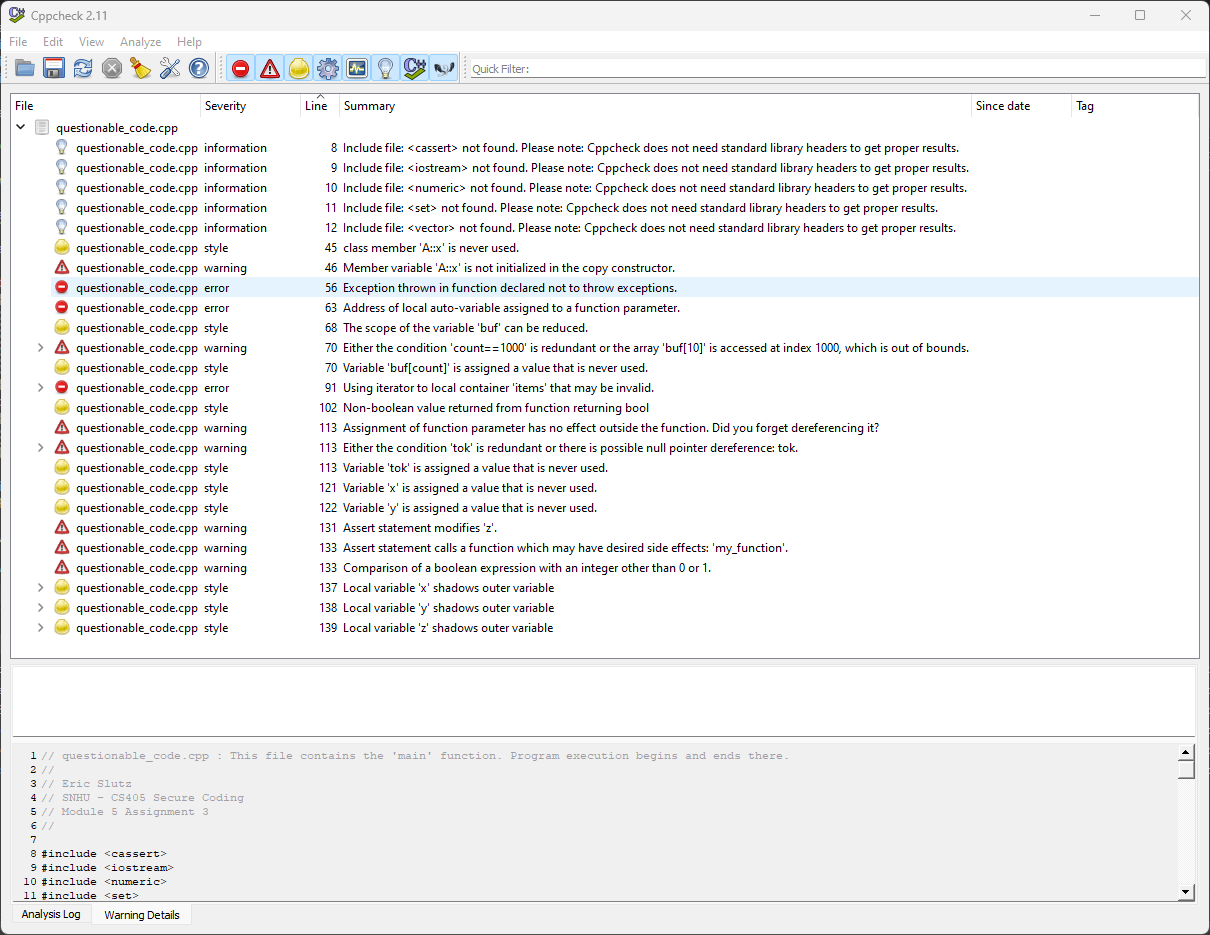 Cppcheck 2.11
File Edit View Analyze Help
Quick Filter:
File Severity Line Summary Since date Tag
questionable_code.cpp
questionable_code.cpp information 8 Include file: <cassert> not found. Please note: Cppcheck does not need standard library headers to get proper results.
questionable_code.cpp information 9 Include file: <iostream> not found. Please note: Cppcheck does not need standard library headers to get proper results.
questionable_code.cpp information 10 Include file: <numeric> not found. Please note: Cppcheck does not need standard library headers to get proper results.
questionable_code.cpp information 11 Include file: <set> not found. Please note: Cppcheck does not need standard library headers to get proper results.
questionable_code.cpp information 12 Include file: <vector> not found. Please note: Cppcheck does not need standard library headers to get proper results.
questionable_code.cpp style 45 class member 'A::x' is never used.
questionable_code.cpp warning 46 Member variable 'A::x' is not initialized in the copy constructor.
questionable_code.cpp error 56 Exception thrown in function declared not to throw exceptions.
questionable_code.cpp error 63 Address of local auto-variable assigned to a function parameter.
questionable_code.cpp style 68 The scope of the variable 'buf' can be reduced.
questionable_code.cpp warning 70 Either the condition 'count==1000' is redundant or the array 'buf[10]' is accessed at index 1000, which is out of bounds.
questionable_code.cpp style 70 Variable 'buf[count]' is assigned a value that is never used.
questionable_code.cpp error 91 Using iterator to local container 'items' that may be invalid.
questionable_code.cpp style 102 Non-boolean value returned from function returning bool
questionable_code.cpp warning 113 Assignment of function parameter has no effect outside the function. Did you forget dereferencing it?
questionable_code.cpp warning 113 Either the condition 'tok' is redundant or there is possible null pointer dereference: tok.
questionable_code.cpp style 113 Variable 'tok' is assigned a value that is never used.
questionable_code.cpp style 121 Variable 'x' is assigned a value that is never used.
questionable_code.cpp style 122 Variable 'y' is assigned a value that is never used.
questionable_code.cpp warning 131 Assert statement modifies 'z'.
questionable_code.cpp warning 133 Assert statement calls a function which may have desired side effects: 'my_function'.
questionable_code.cpp warning 133 Comparison of a boolean expression with an integer other than 0 or 1.
questionable_code.cpp style 137 Local variable 'x' shadows outer variable
questionable_code.cpp style 138 Local variable 'y' shadows outer variable
questionable_code.cpp style 139 Local variable 'z' shadows outer variable
1 // questionable_code.cpp : This file contains the 'main' function. Program execution begins and ends there.
2 //
3 // Eric Slutz
4 // SNHU - CS405 Secure Coding
5 // Module 5 Assignment 3
6 //
7
8 #include <cassert>
9 #include <iostream>
10 #include <numeric>
11 #include <set>
Analysis Log Warning Details